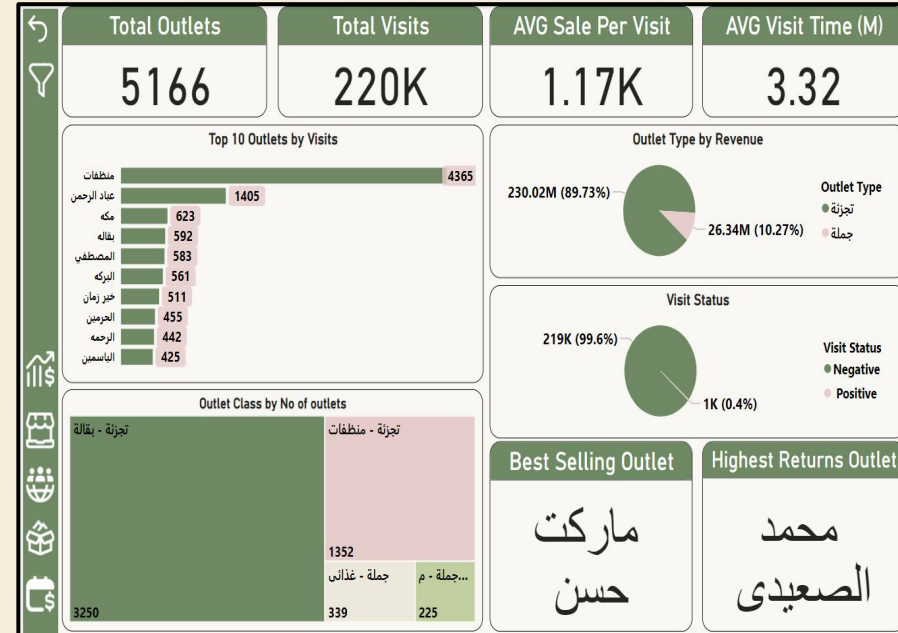 Total Outlets
5166
Total Visits
220K
AVG Sale Per Visit
1.17K
AVG Visit Time (M)
3.32
Top 10 Outlets by Visits
منظفات 4365
عباد الرحمن 1405
مكه 623
بقاله 592
المصطفي 583
البركه 561
خير زمان 511
الحرمين 455
الرحمه 442
الياسمين 425
Outlet Type by Revenue
230.02M (89.73%)
26.34M (10.27%)
Outlet Type
تجزئة
جملة
Visit Status
219K (99.6%)
1K (0.4%)
Visit Status
Negative
Positive
Outlet Class by No of outlets
تجزئة - بقالة
3250
تجزئة - منظفات
1352
جملة - غذائى
339
جملة - م...
225
Best Selling Outlet
ماركت
حسن
Highest Returns Outlet
محمد
الصعيدى